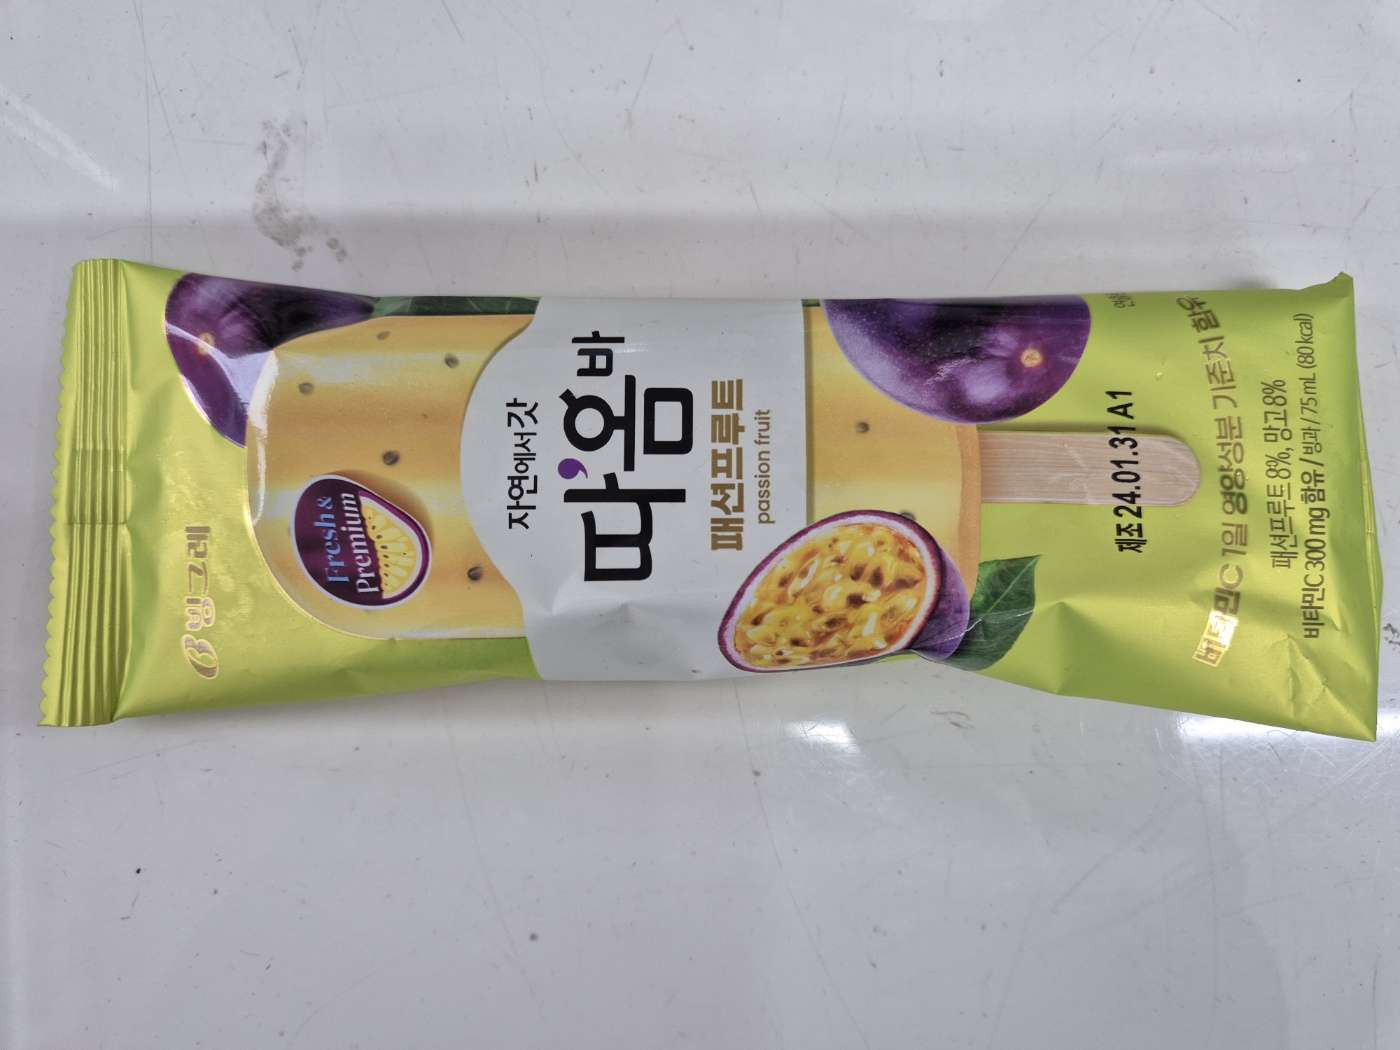 빙그레
Fresh &
Premium
자연에서 갓
따옴바
패션프루트
passion fruit
제조24.01.31 A1
비타민C 1일 영양성분 기준치 함유
패션프루트 8%, 망고 8%
비타민C 300 mg 함유 / 빙과 / 75 mL (80 kcal)